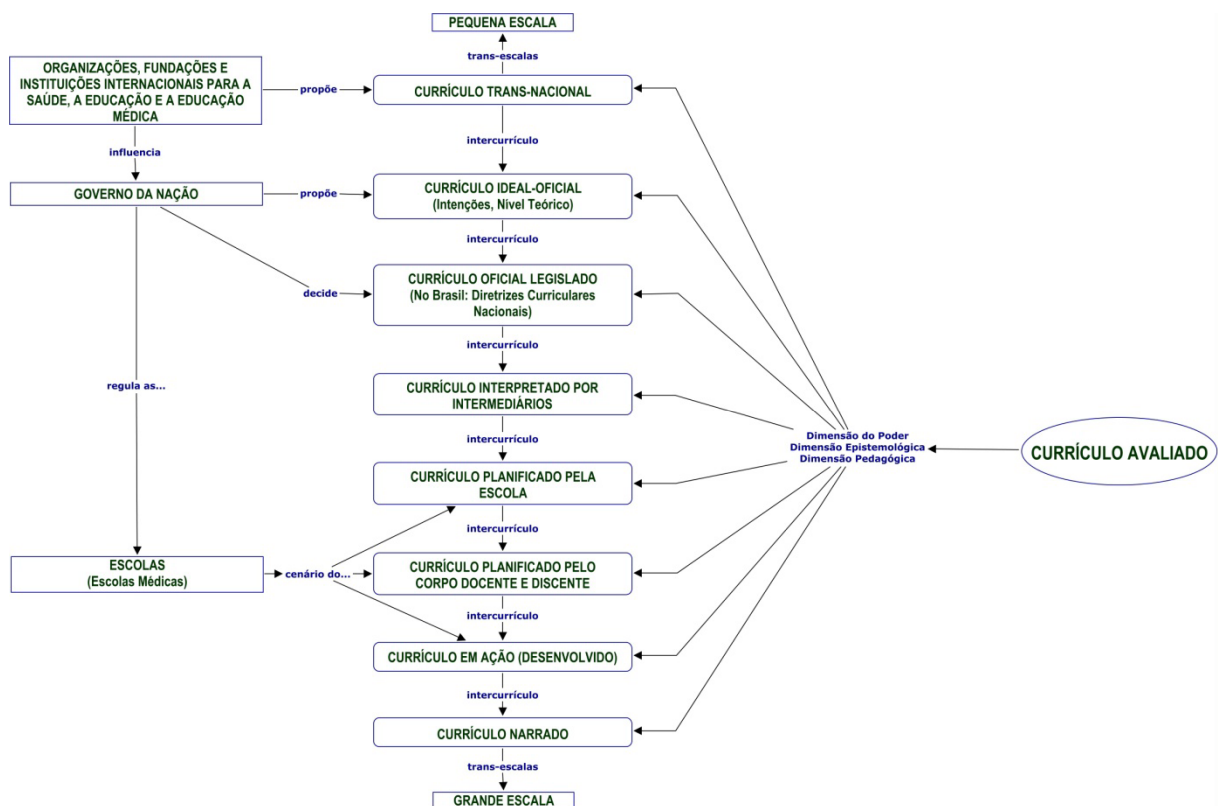 PEQUENA ESCALA
trans-escalas
ORGANIZAÇÕES, FUNDAÇÕES E
INSTITUIÇÕES INTERNACIONAIS PARA A
SAÚDE, A EDUCAÇÃO E A EDUCAÇÃO
MÉDICA
propõe
CURRÍCULO TRANS-NACIONAL
influencia
intercurrículo
GOVERNO DA NAÇÃO
propõe
CURRÍCULO IDEAL-OFICIAL
(Intenções, Nível Teórico)
intercurrículo
decide
CURRÍCULO OFICIAL LEGISLADO
(No Brasil: Diretrizes Curriculares
Nacionais)
intercurrículo
regula as...
CURRÍCULO INTERPRETADO POR
INTERMEDIÁRIOS
intercurrículo
Dimensão do Poder
Dimensão Epistemológica
Dimensão Pedagógica
CURRÍCULO AVALIADO
CURRÍCULO PLANIFICADO PELA
ESCOLA
intercurrículo
ESCOLAS
(Escolas Médicas)
cenário do...
CURRÍCULO PLANIFICADO PELO
CORPO DOCENTE E DISCENTE
intercurrículo
CURRÍCULO EM AÇÃO (DESENVOLVIDO)
intercurrículo
CURRÍCULO NARRADO
trans-escalas
GRANDE ESCALA